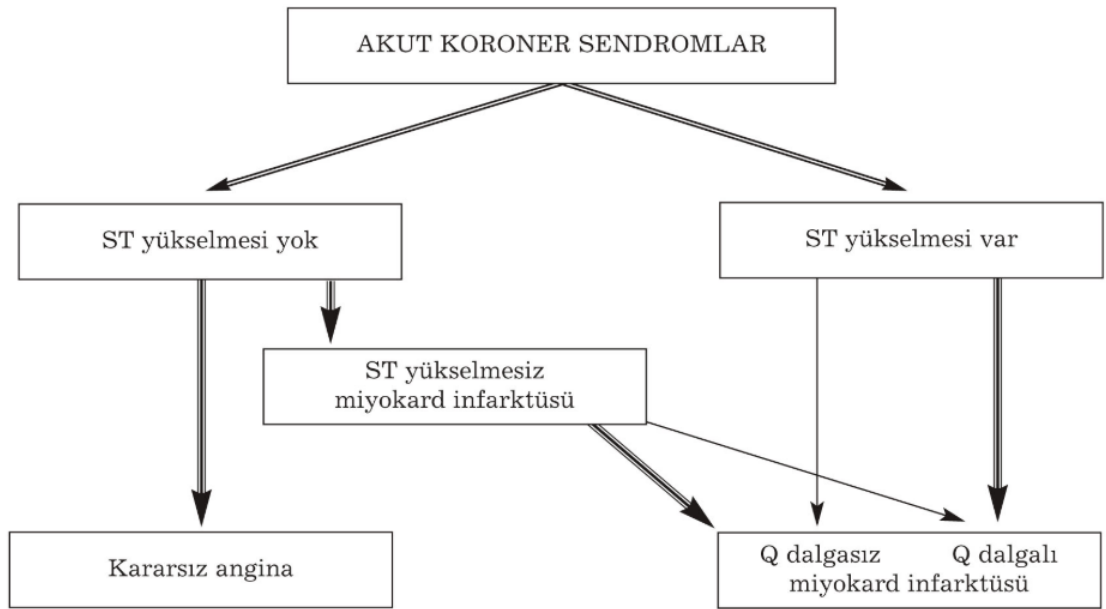 AKUT KORONER SENDROMLAR
ST yükselmesi yok
ST yükselmesi var
ST yükselmesiz
miyokard infarktüsü
Kararsız angina
Q dalgasız Q dalgalı
miyokard infarktüsü